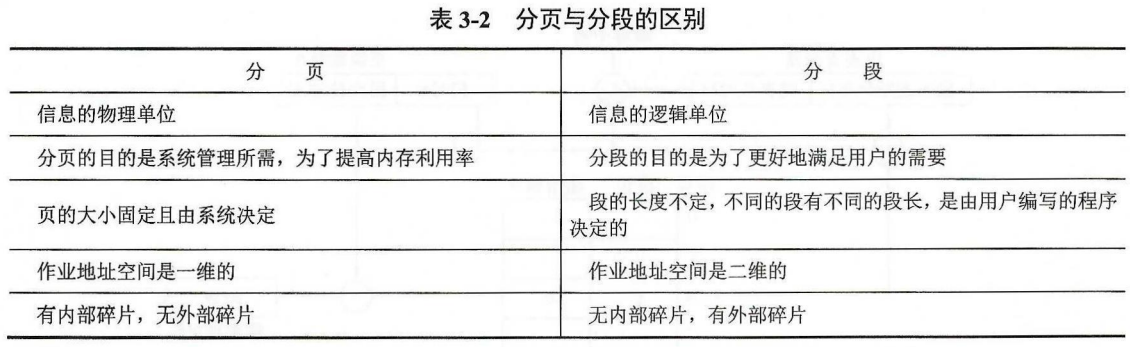 表 3-2 分页与分段的区别
分 页
分 段
信息的物理单位
信息的逻辑单位
分页的目的是系统管理所需，为了提高内存利用率
分段的目的是为了更好地满足用户的需要
页的大小固定且由系统决定
段的长度不定，不同的段有不同的段长，是由用户编写的程序
决定的
作业地址空间是一维的
作业地址空间是二维的
有内部碎片，无外部碎片
无内部碎片，有外部碎片